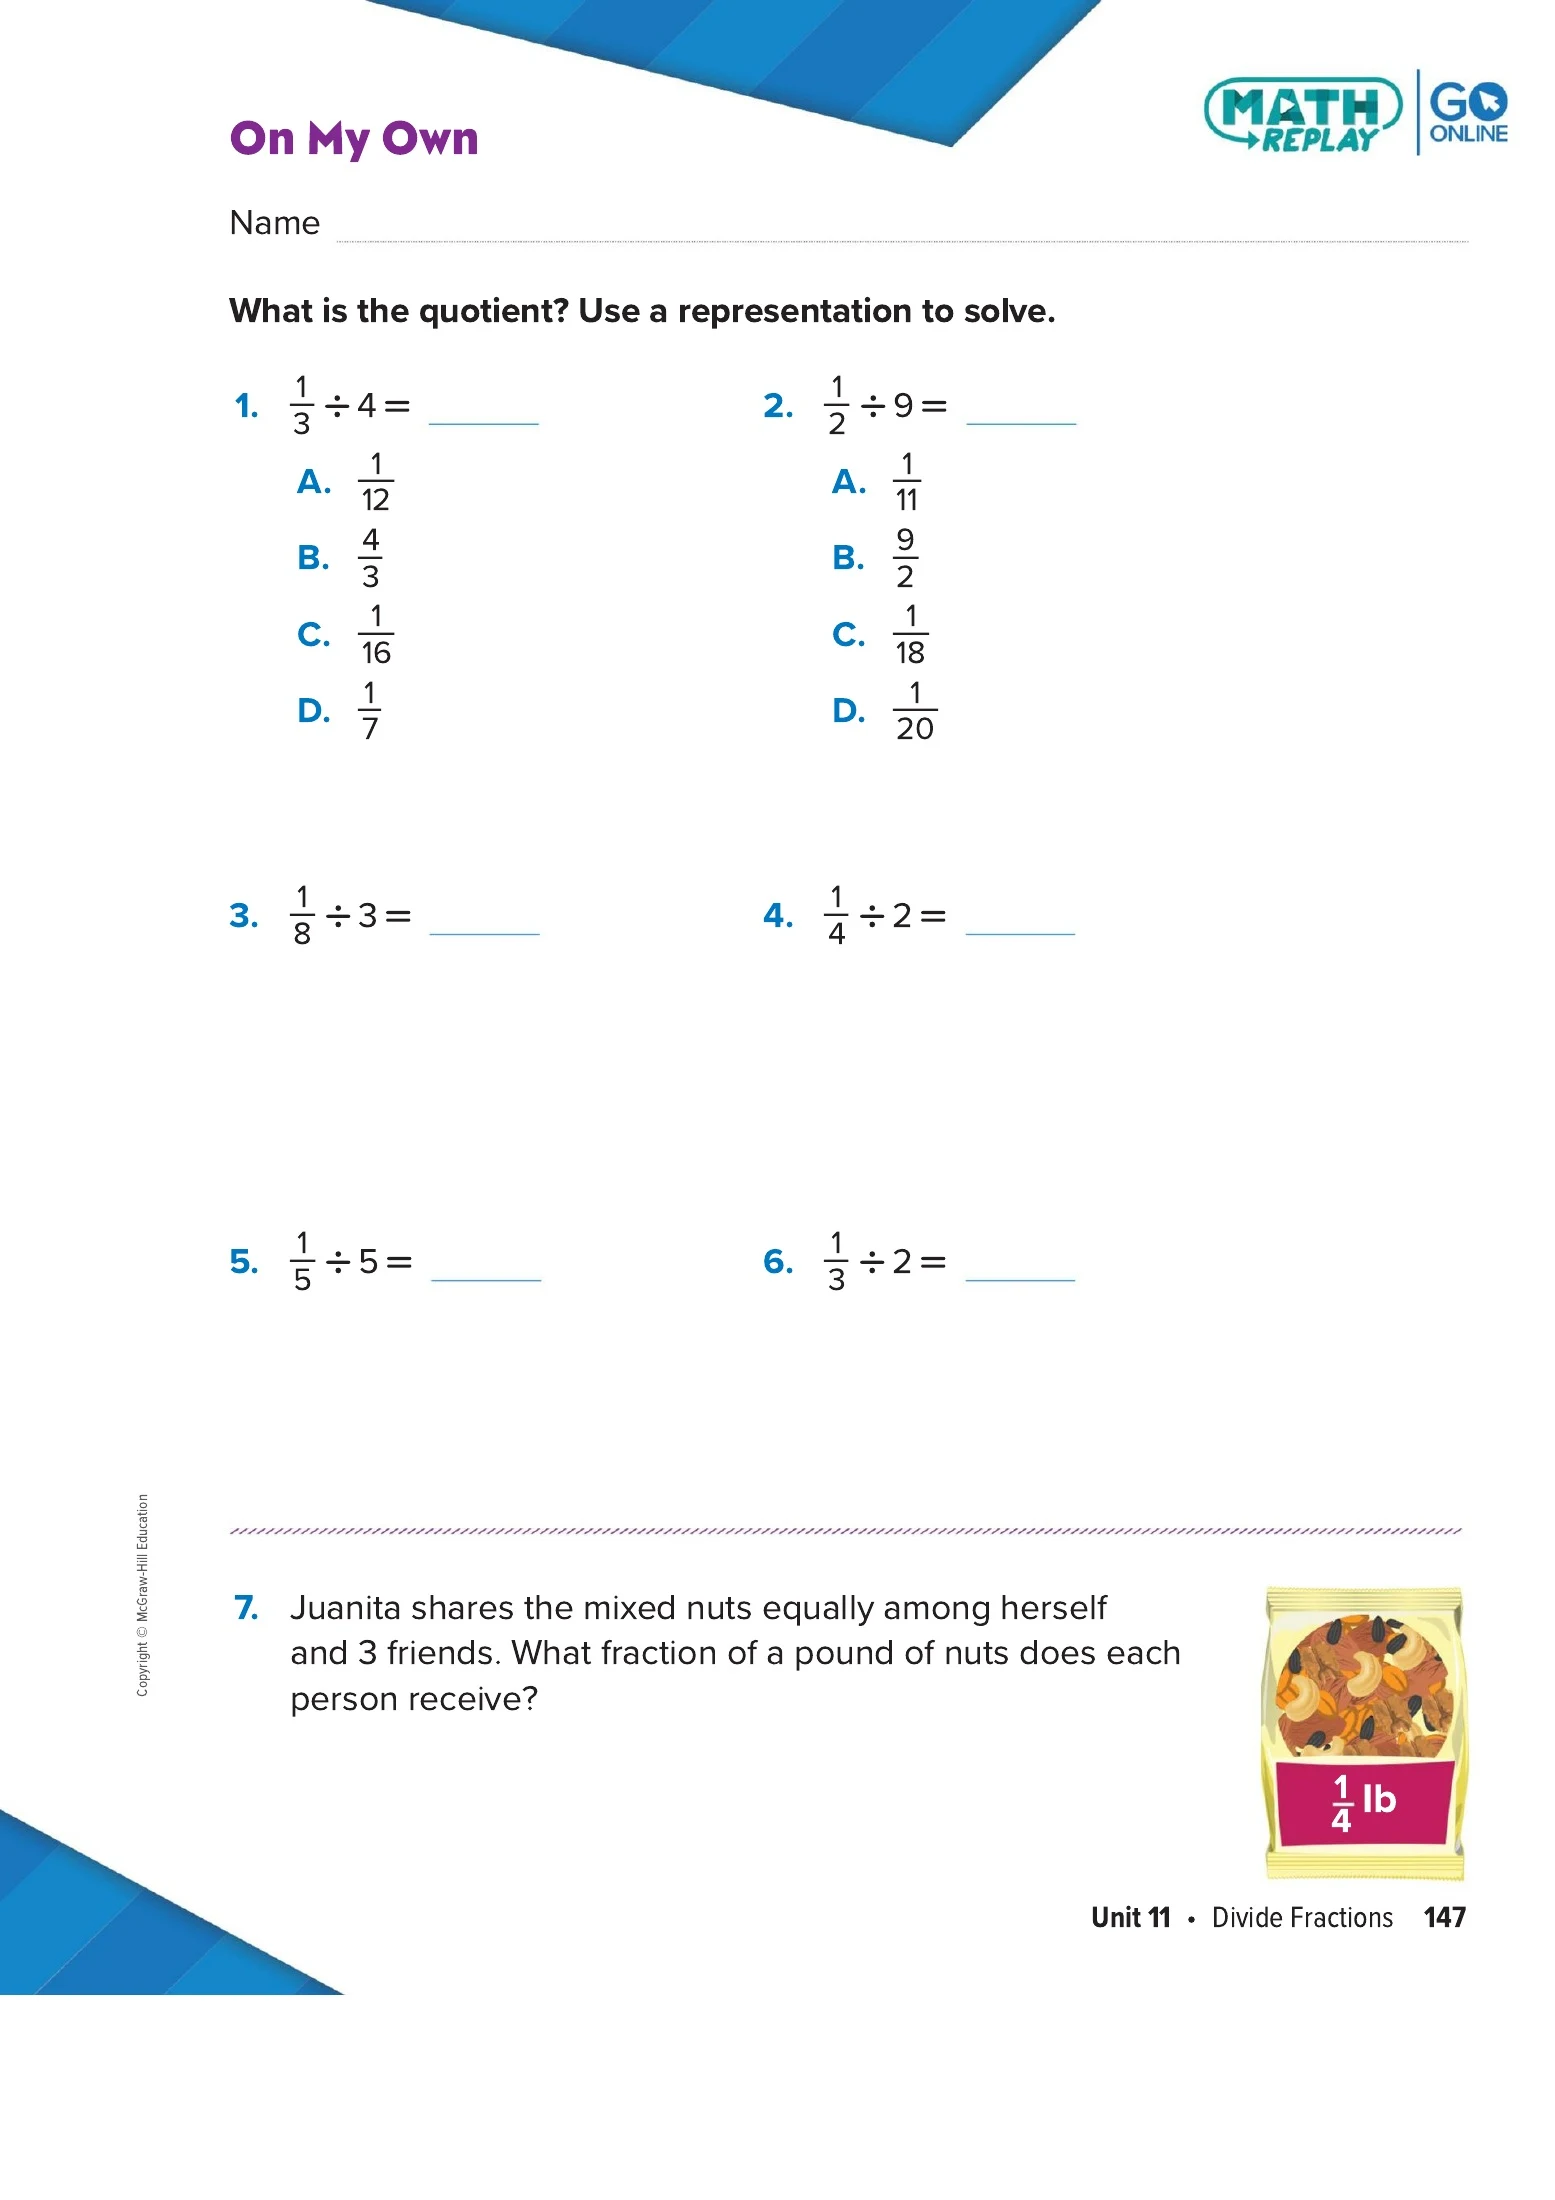 On My Own
MATH REPLAY
GO ONLINE
Name
What is the quotient? Use a representation to solve.
1. 1/3 ÷ 4 =
A. 1/12
B. 4/3
C. 1/16
D. 1/7
2. 1/2 ÷ 9 =
A. 1/11
B. 9/2
C. 1/18
D. 1/20
3. 1/8 ÷ 3 =
4. 1/4 ÷ 2 =
5. 1/5 ÷ 5 =
6. 1/3 ÷ 2 =
7. Juanita shares the mixed nuts equally among herself
and 3 friends. What fraction of a pound of nuts does each
person receive?
1/4 lb
Copyright © McGraw-Hill Education
Unit 11 • Divide Fractions 147